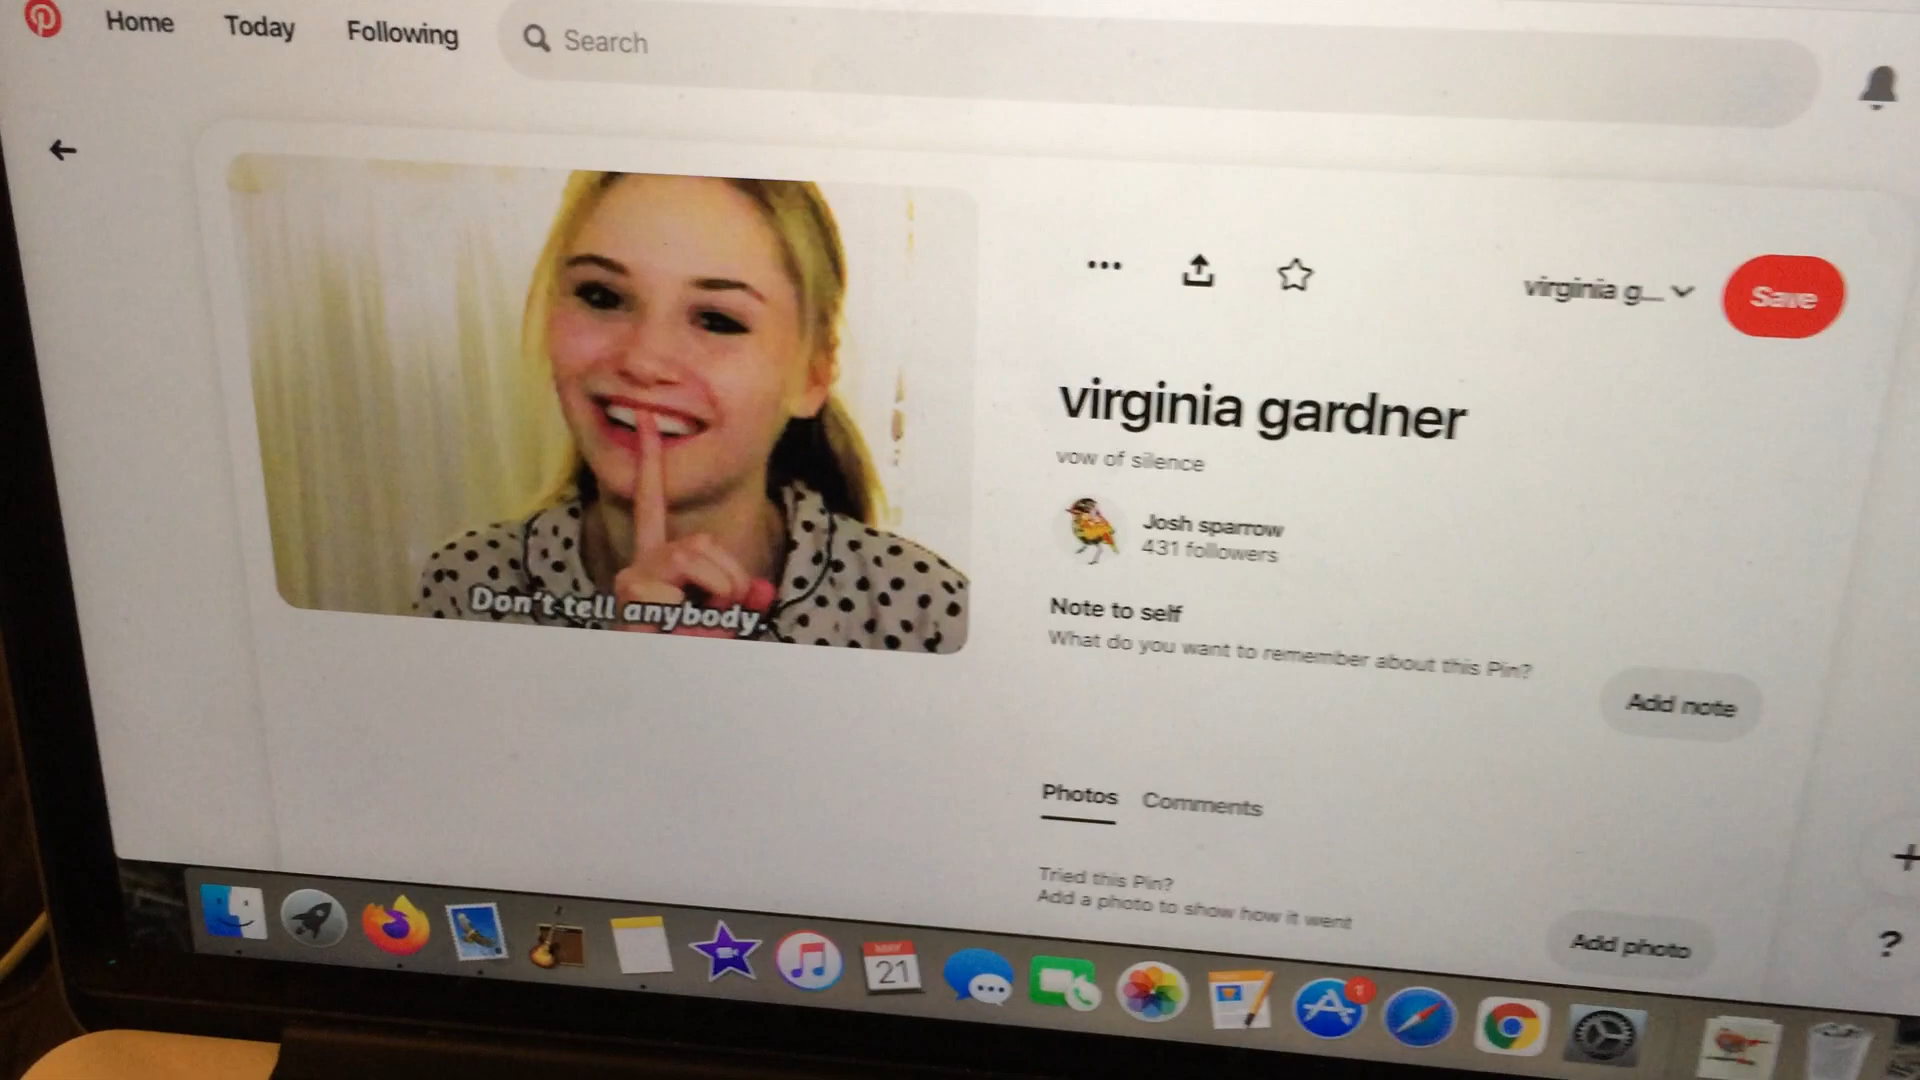 Home Today Following Search
virginia g... Save
virginia gardner
vow of silence
Josh sparrow
431 followers
Note to self
What do you want to remember about this Pin?
Add note
Don't tell anybody.
Photos Comments
Tried this Pin?
Add a photo to show how it went
Add photo
?
MAY
21
1